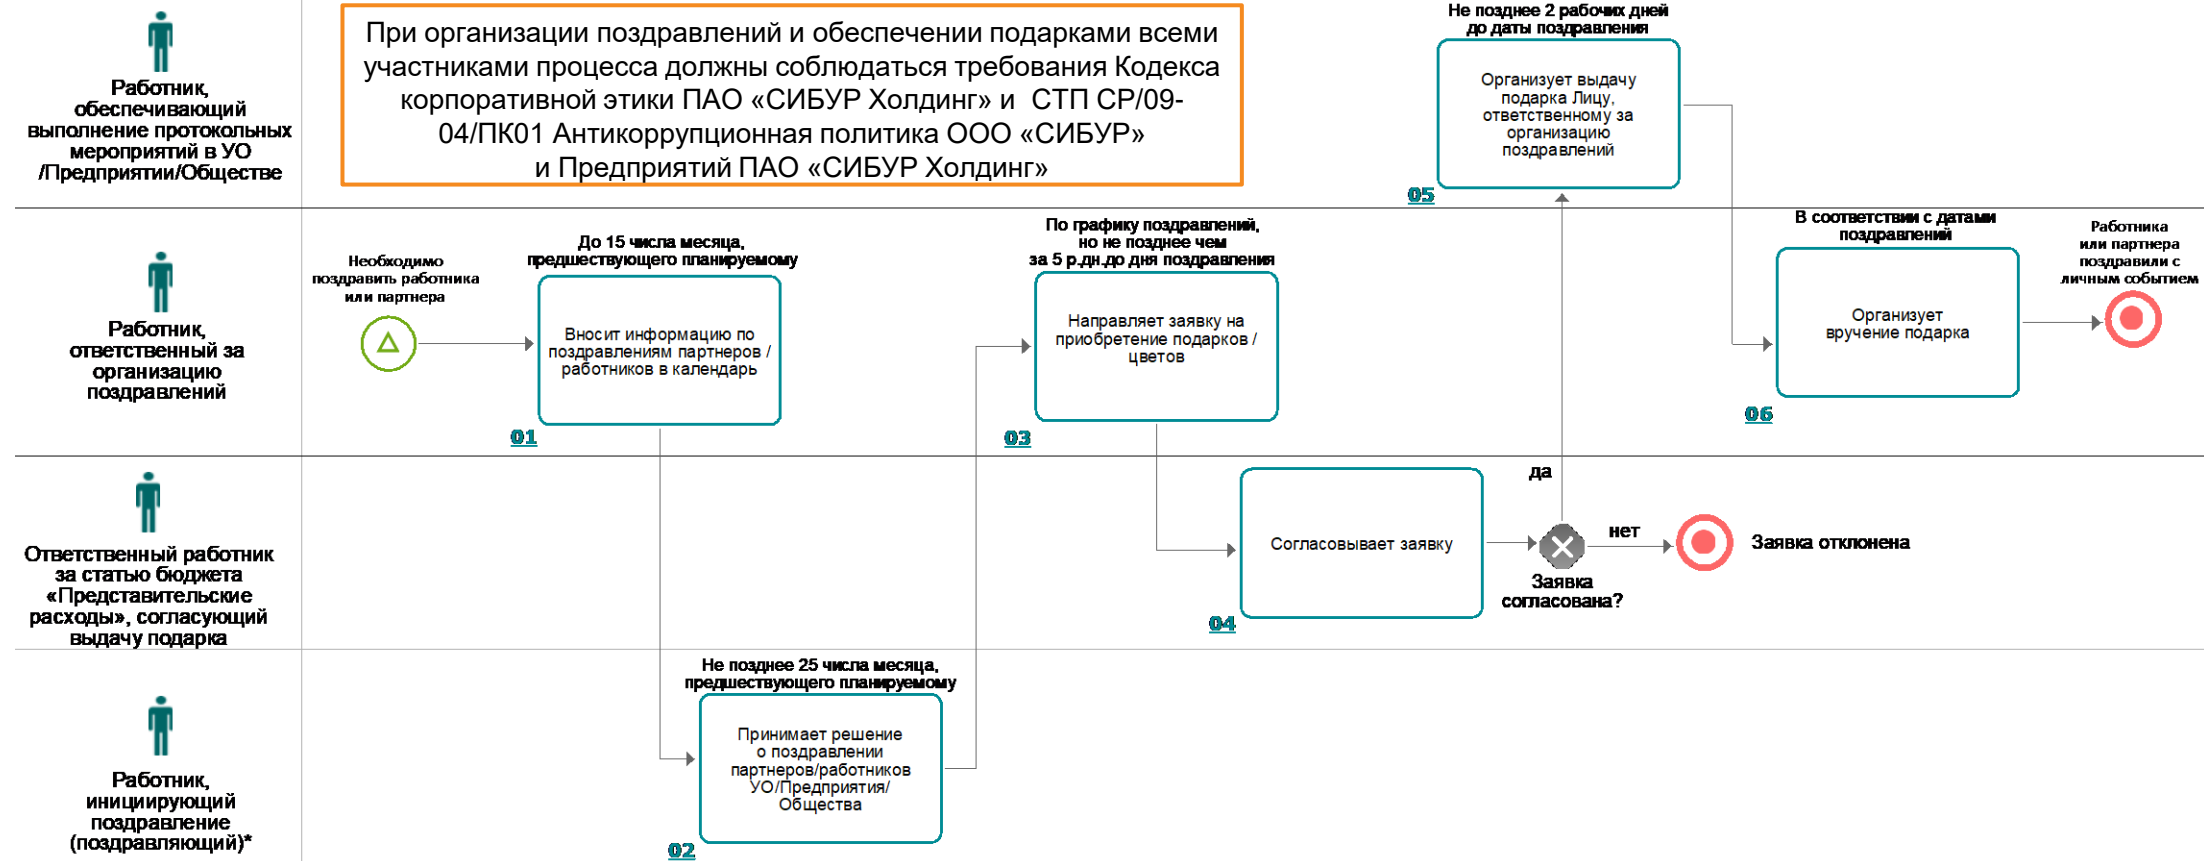 Работник,
обеспечивающий
выполнение протокольных
мероприятий в УО
/Предприятии/Обществе
При организации поздравлений и обеспечении подарками всеми
участниками процесса должны соблюдаться требования Кодекса
корпоративной этики ПАО «СИБУР Холдинг» и СТП СР/09-
04/ПК01 Антикоррупционная политика ООО «СИБУР»
и Предприятий ПАО «СИБУР Холдинг»
Не позднее 2 рабочих дней
до даты поздравления
Организует выдачу
подарка Лицу,
ответственному за
организацию
поздравлений
05
Работник,
ответственный за
организацию
поздравлений
Необходимо
поздравить работника
или партнера
До 15 числа месяца,
предшествующего планируемому
Вносит информацию по
поздравлениям партнеров /
работников в календарь
01
По графику поздравлений,
но не позднее чем
за 5 р.дн.до дня поздравления
Направляет заявку на
приобретение подарков /
цветов
03
В соответствии с датами
поздравлений
Организует
вручение подарка
06
Работника
или партнера
поздравили с
личным событием
Ответственный работник
за статью бюджета
«Представительские
расходы», согласующий
выдачу подарка
Согласовывает заявку
04
да
нет
Заявка
согласована?
Заявка отклонена
Работник,
инициирующий
поздравление
(поздравляющий)*
Не позднее 25 числа месяца,
предшествующего планируемому
Принимает решение
о поздравлении
партнеров/работников
УО/Предприятия/
Общества
02